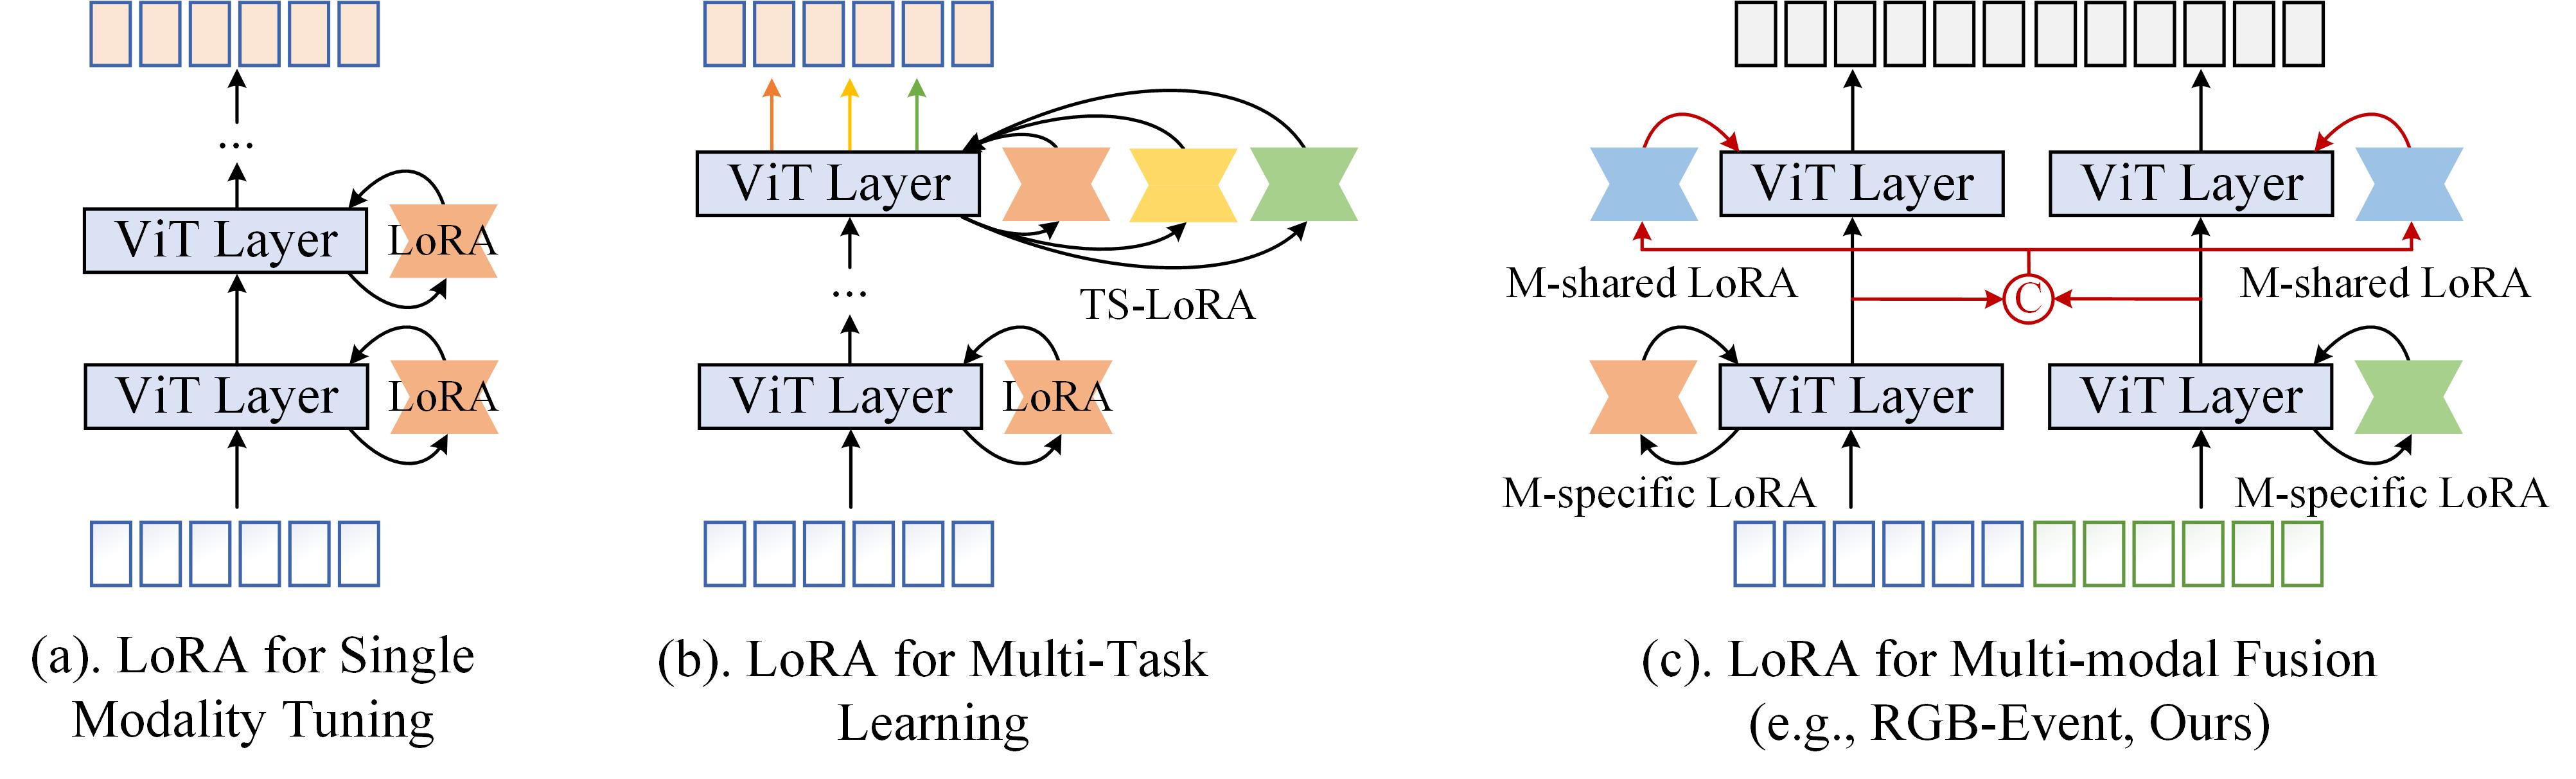 ...
ViT Layer
LoRA
ViT Layer
LoRA
(a). LoRA for Single
Modality Tuning
ViT Layer
TS-LoRA
...
ViT Layer
LoRA
(b). LoRA for Multi-Task
Learning
ViT Layer
ViT Layer
M-shared LoRA
C
M-shared LoRA
ViT Layer
ViT Layer
M-specific LoRA
M-specific LoRA
(c). LoRA for Multi-modal Fusion
(e.g., RGB-Event, Ours)